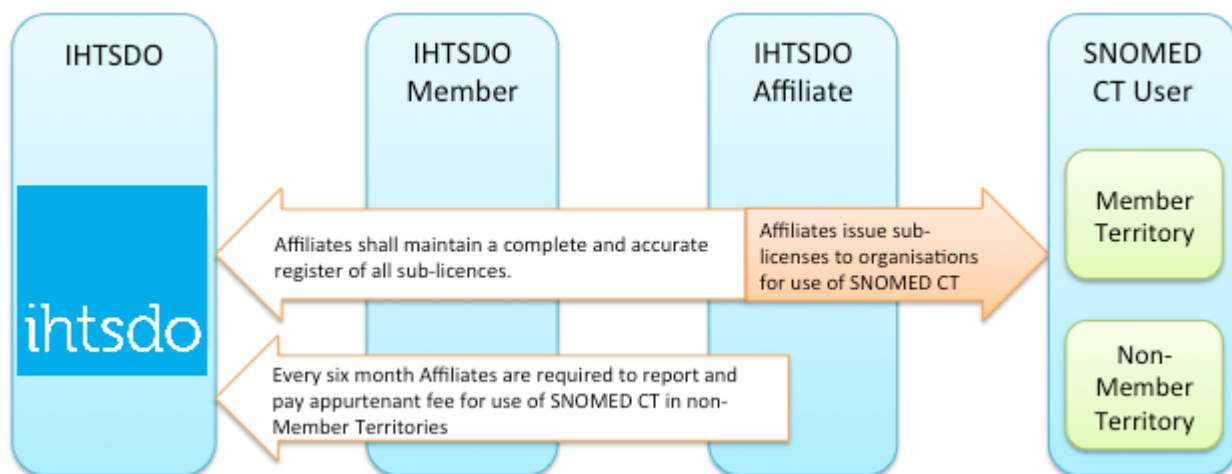 IHTSDO
IHTSDO
Member
IHTSDO
Affiliate
SNOMED
CT User
Member
Territory
Affiliates shall maintain a complete and accurate
register of all sub-licences.
Affiliates issue sub-
licenses to organisations
for use of SNOMED CT
ihtsdo
Non-
Member
Territory
Every six month Affiliates are required to report and
pay appurtenant fee for use of SNOMED CT in non-
Member Territories